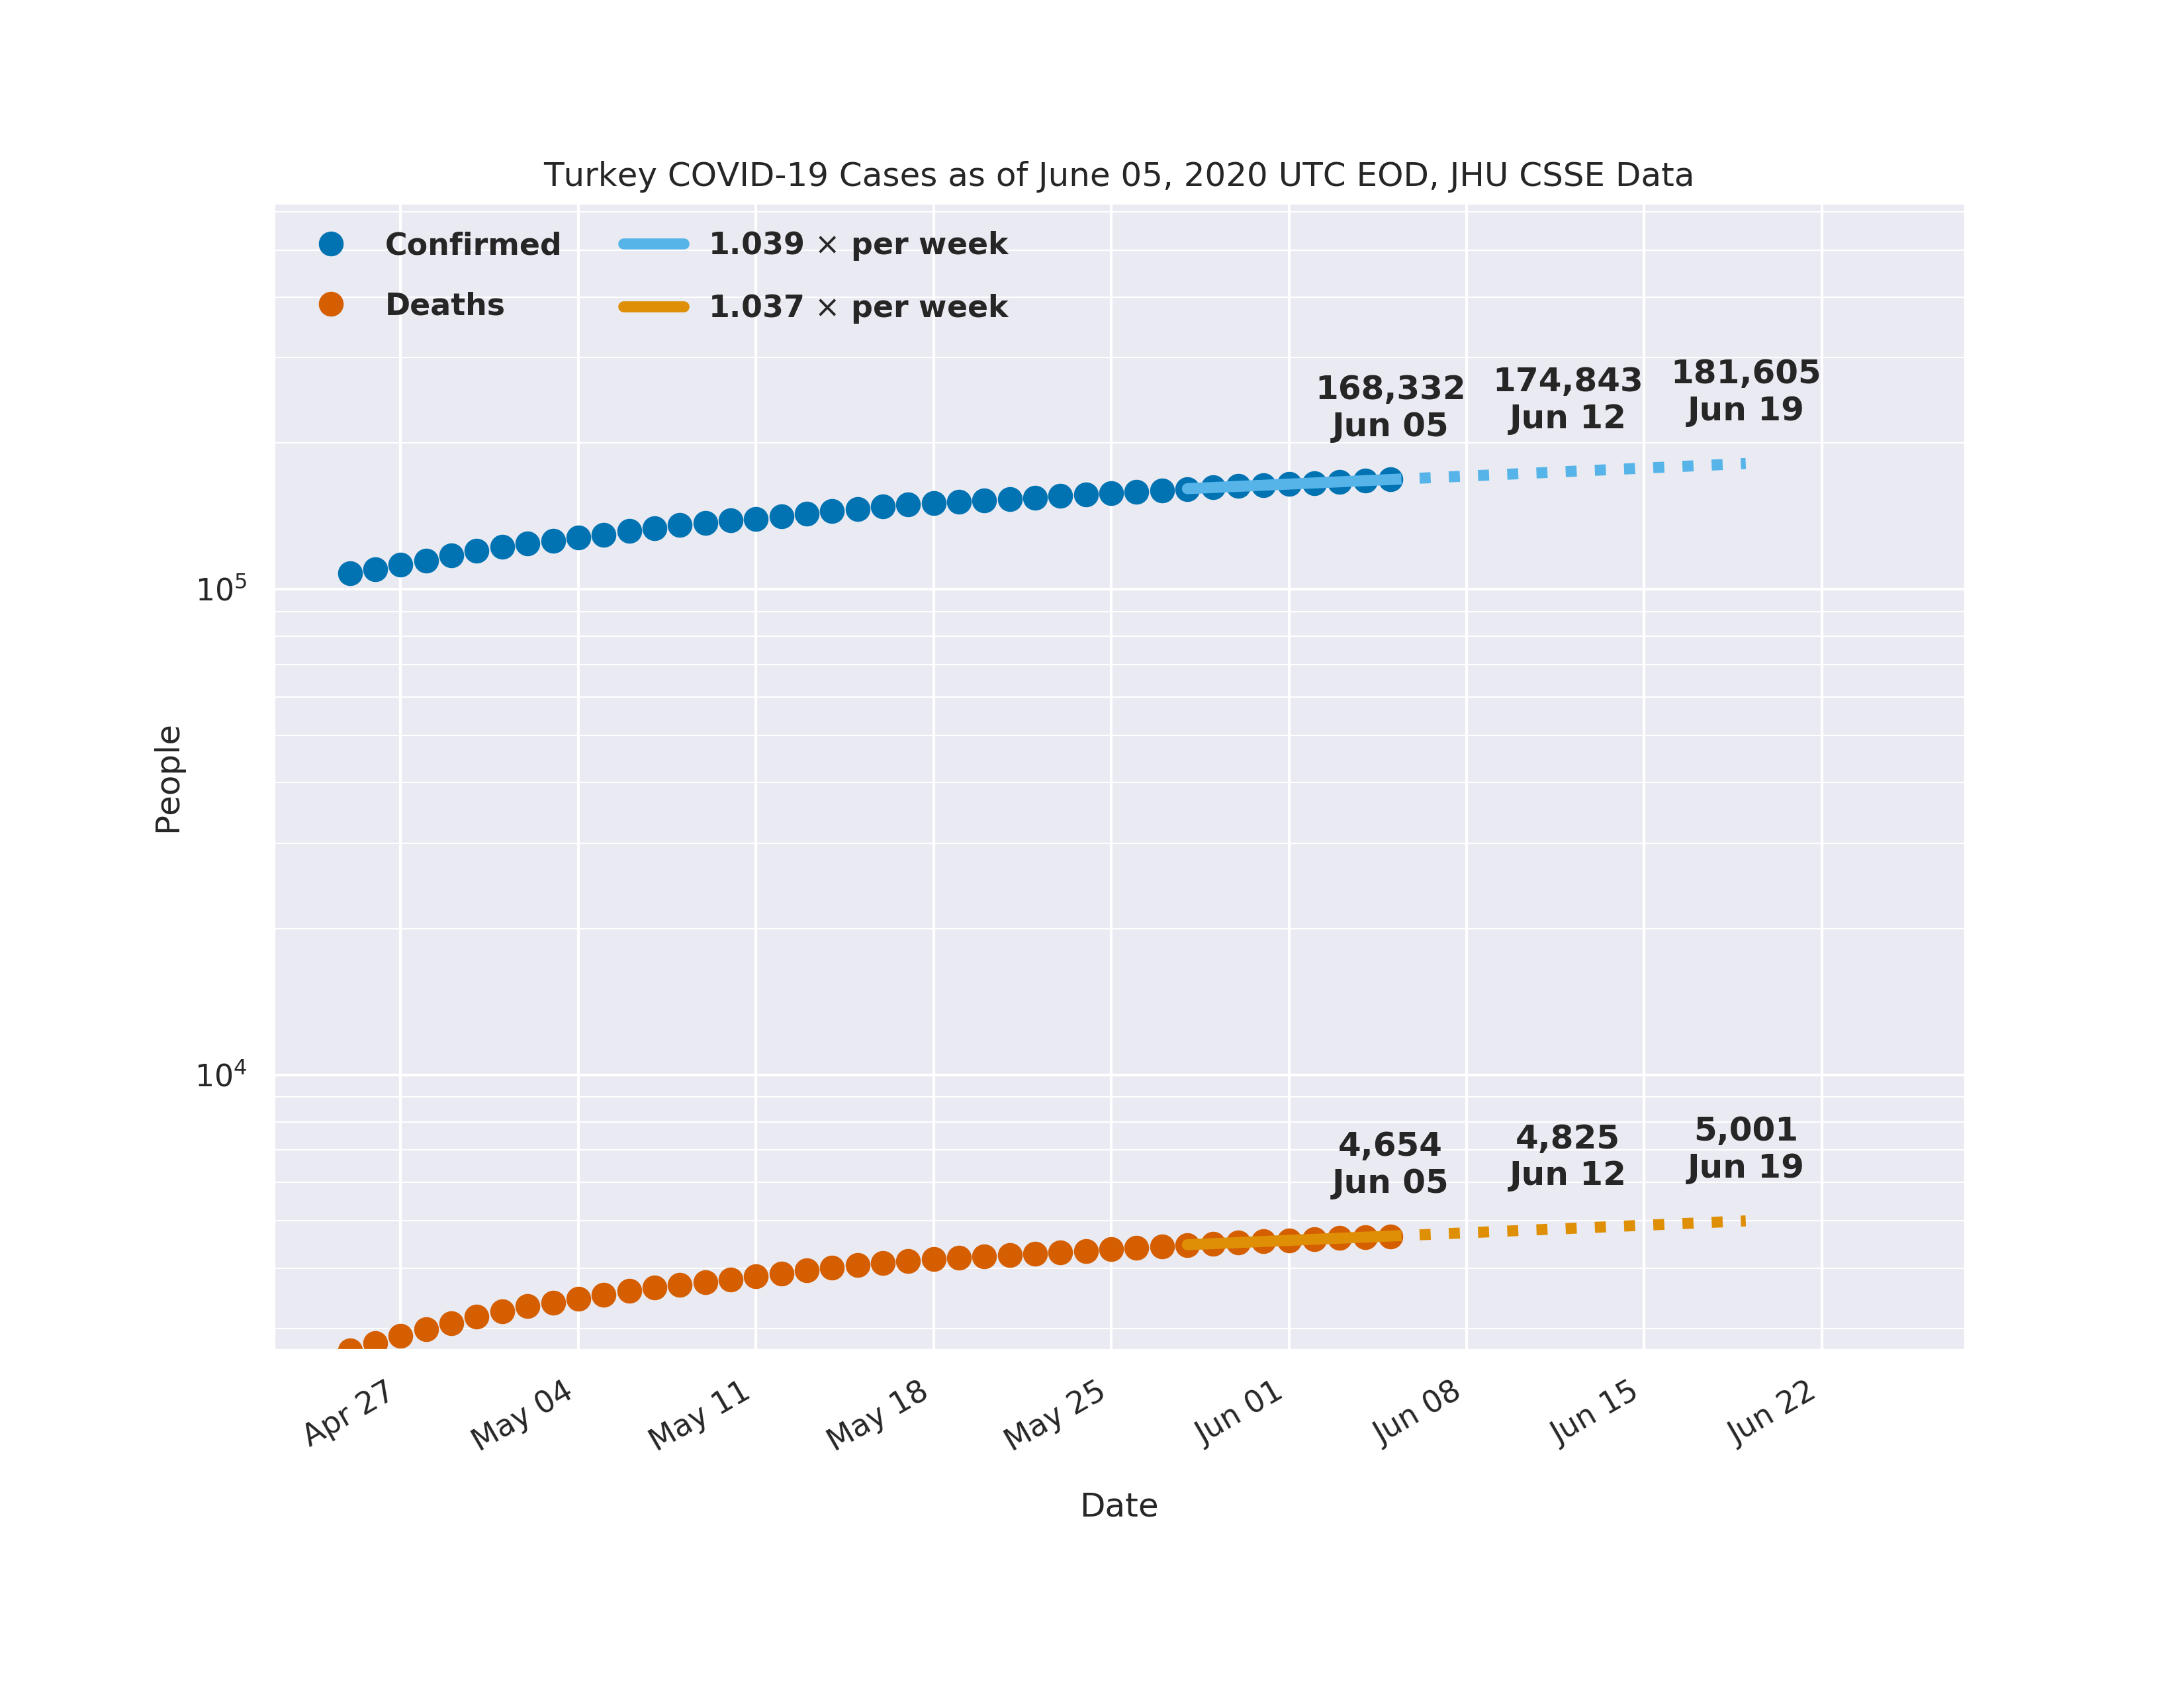 Turkey COVID-19 Cases as of June 05, 2020 UTC EOD, JHU CSSE Data
Confirmed
Deaths
1.039 × per week
1.037 × per week
168,332
Jun 05
174,843
Jun 12
181,605
Jun 19
10⁵
People
10⁴
4,654
Jun 05
4,825
Jun 12
5,001
Jun 19
Apr 27
May 04
May 11
May 18
May 25
Jun 01
Jun 08
Jun 15
Jun 22
Date